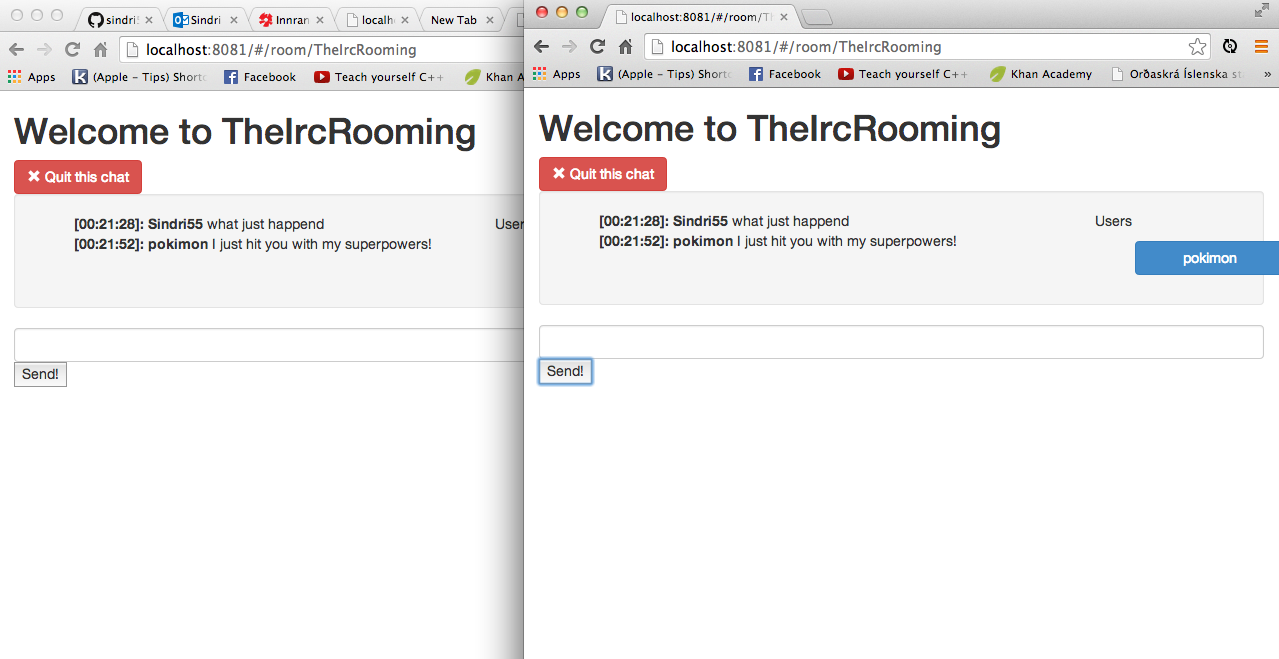 sindri
Sindri
Innran
localh
New Tab
localhost:8081/#/room/TheIrcRooming
Apps
(Apple - Tips) Shortc
Facebook
Teach yourself C++
Khan A
Welcome to TheIrcRooming
Quit this chat
[00:21:28]: Sindri55 what just happend
User
[00:21:52]: pokimon I just hit you with my superpowers!
Send!
localhost:8081/#/room/Th
localhost:8081/#/room/TheIrcRooming
Apps
(Apple - Tips) Shortc
Facebook
Teach yourself C++
Khan Academy
Orðaskrá Íslenska st
»
Welcome to TheIrcRooming
Quit this chat
[00:21:28]: Sindri55 what just happend
Users
[00:21:52]: pokimon I just hit you with my superpowers!
pokimon
Send!